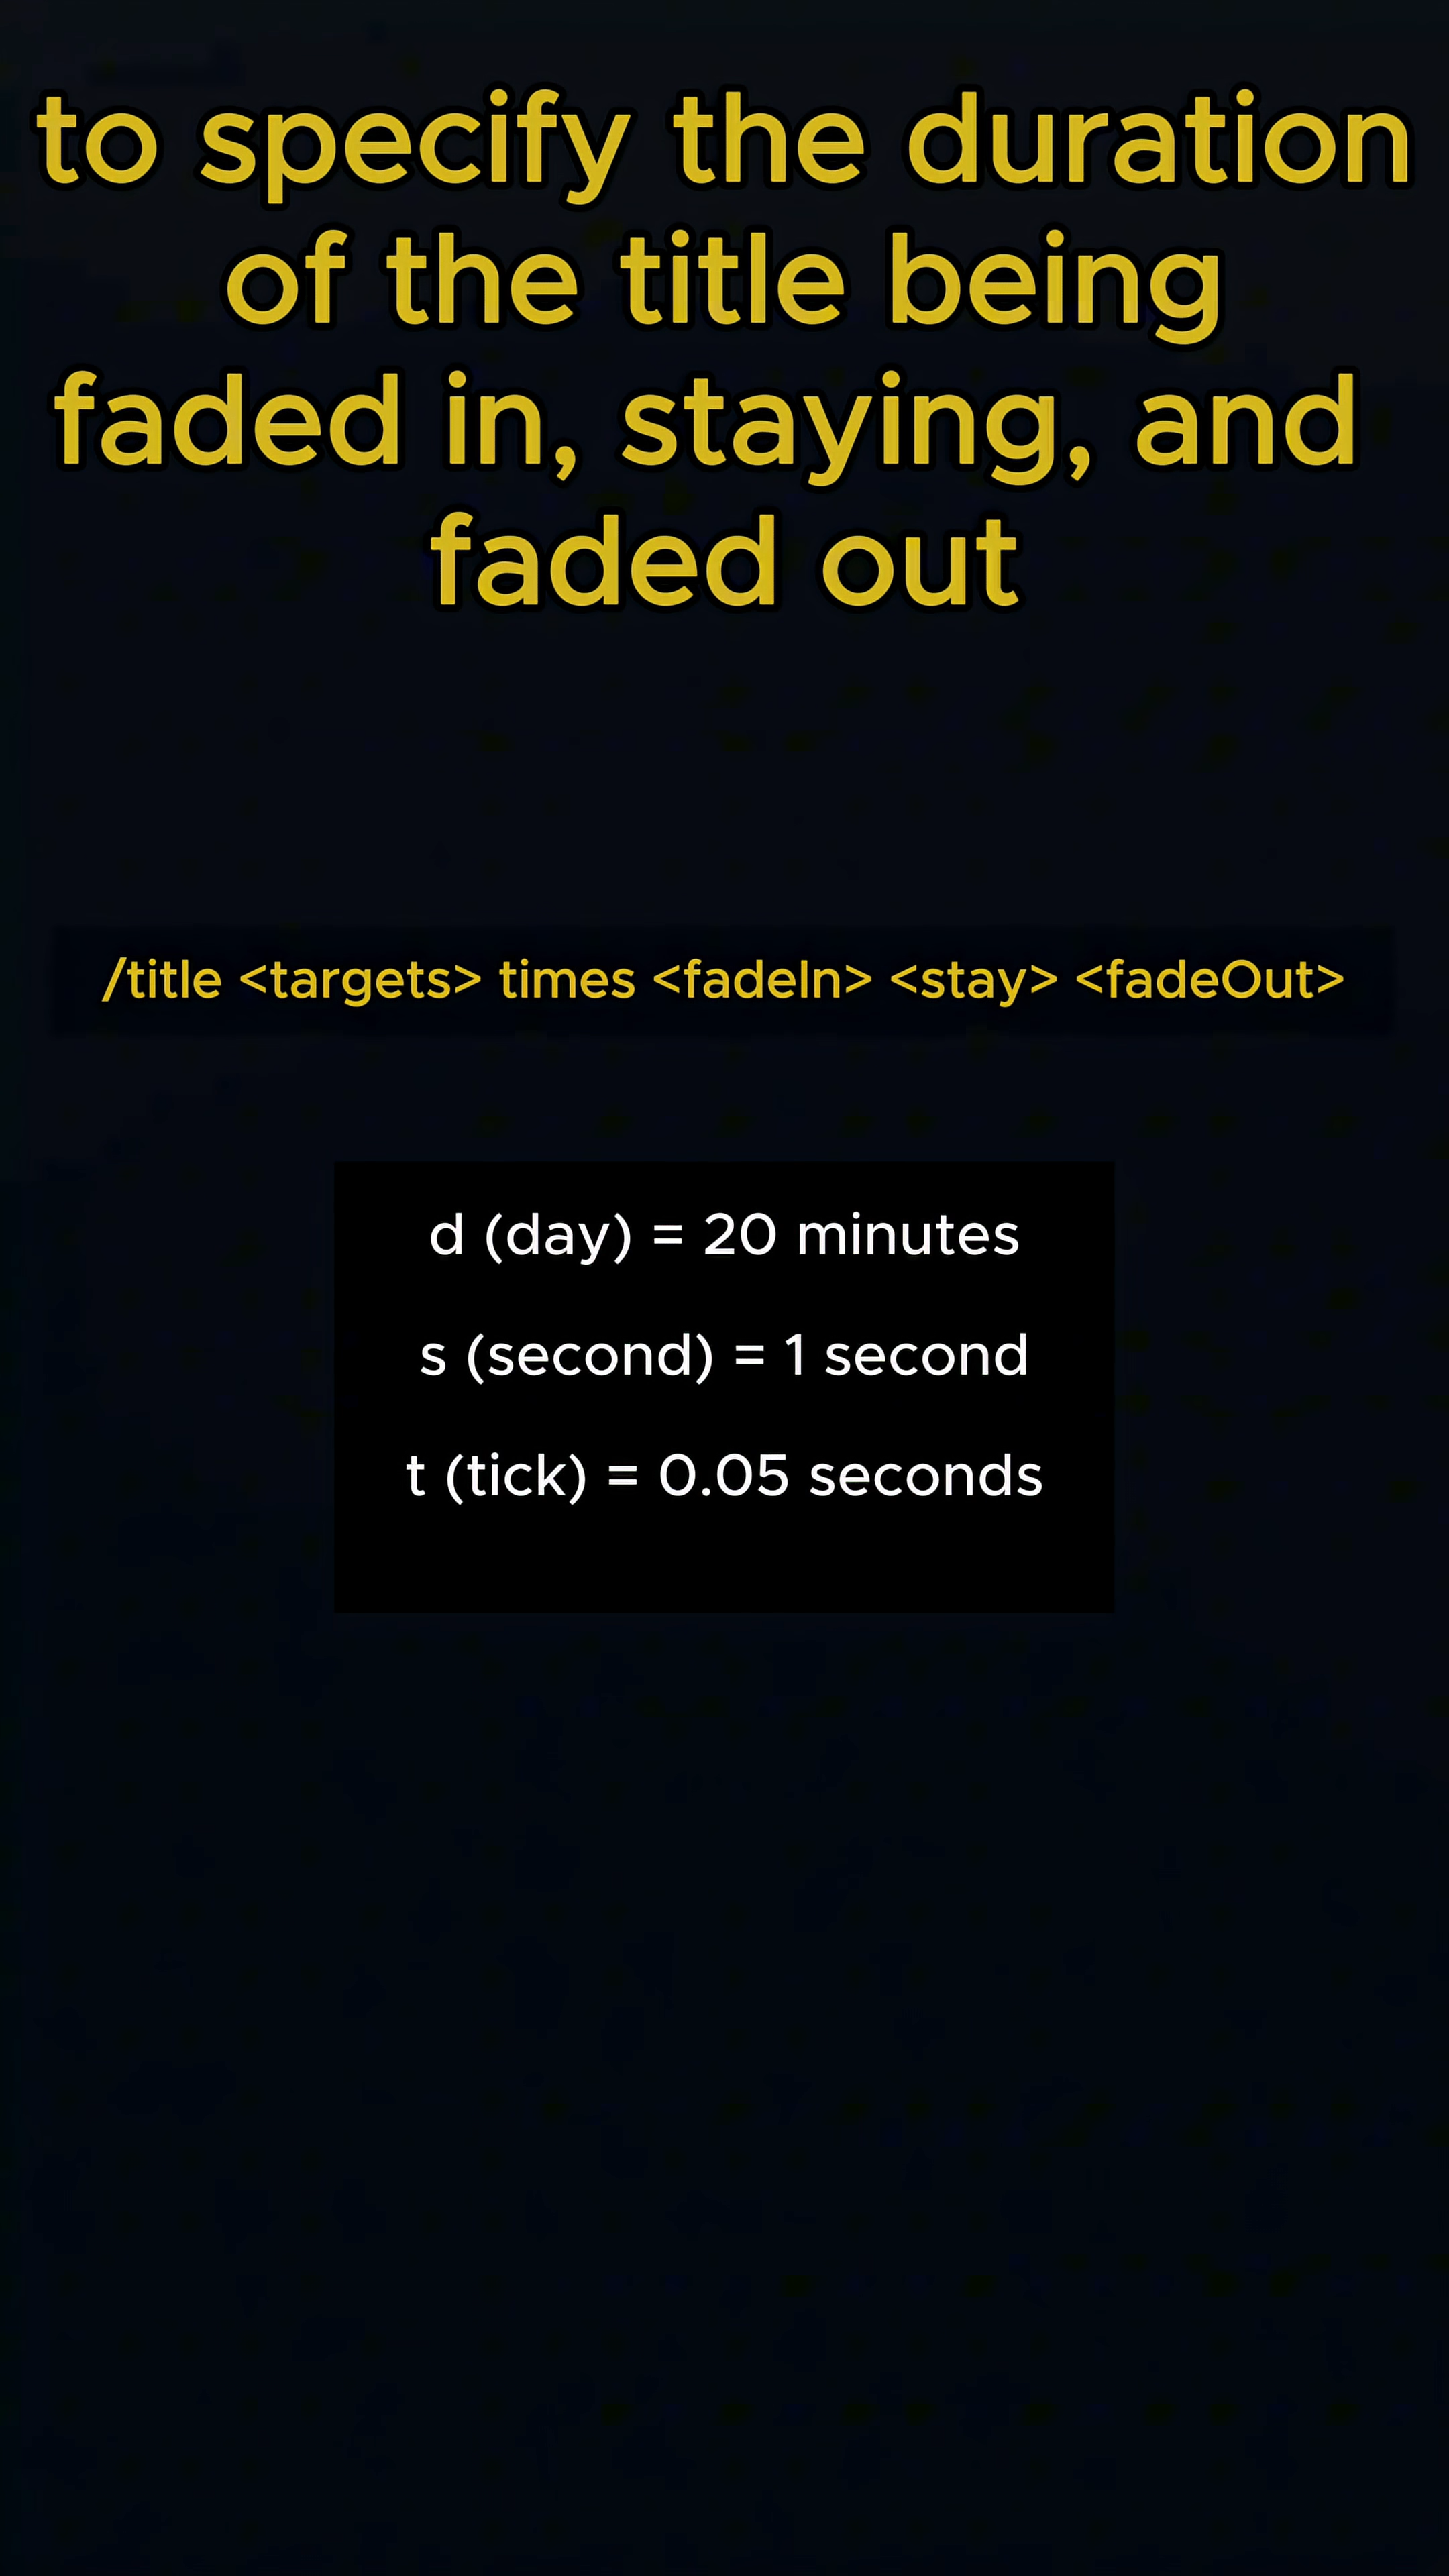 to specify the duration
of the title being
faded in, staying, and
faded out
/title <targets> times <fadeIn> <stay> <fadeOut>
d (day) = 20 minutes
s (second) = 1 second
t (tick) = 0.05 seconds